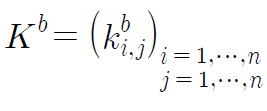 K^b = (k^b_{i,j})_{i = 1,⋯,n
j = 1,⋯,n}